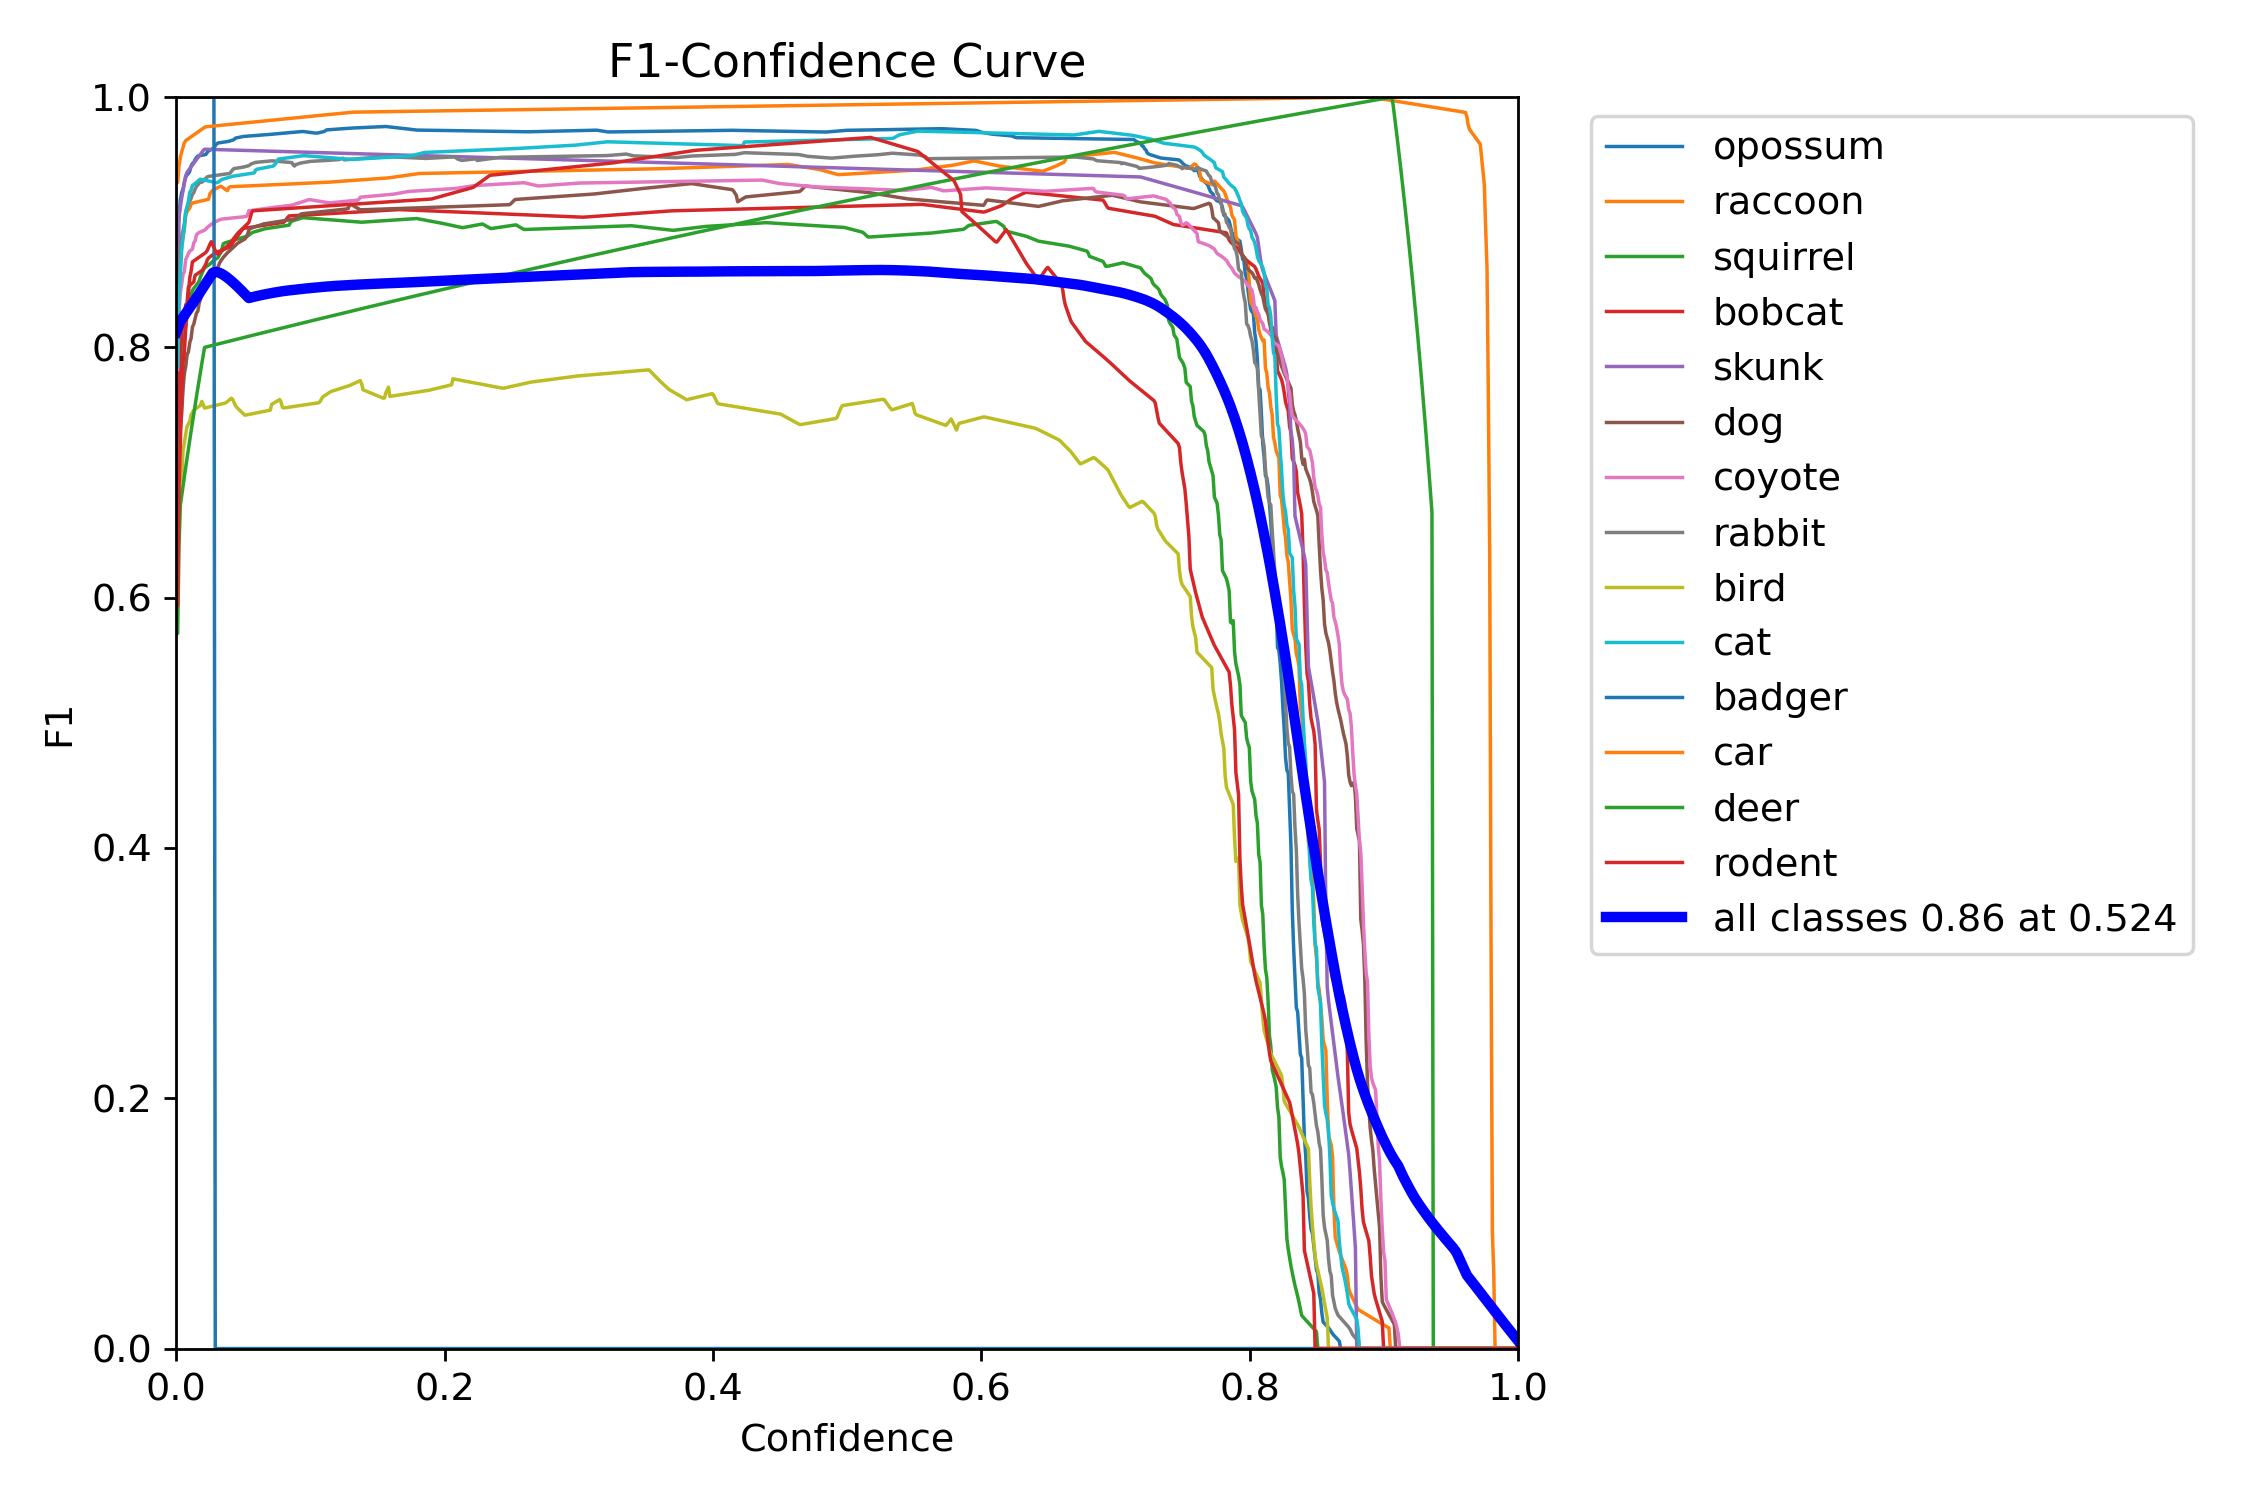 F1-Confidence Curve
1.0
0.8
0.6
0.4
0.2
0.0
F1
0.0 0.2 0.4 0.6 0.8 1.0
Confidence
opossum
raccoon
squirrel
bobcat
skunk
dog
coyote
rabbit
bird
cat
badger
car
deer
rodent
all classes 0.86 at 0.524